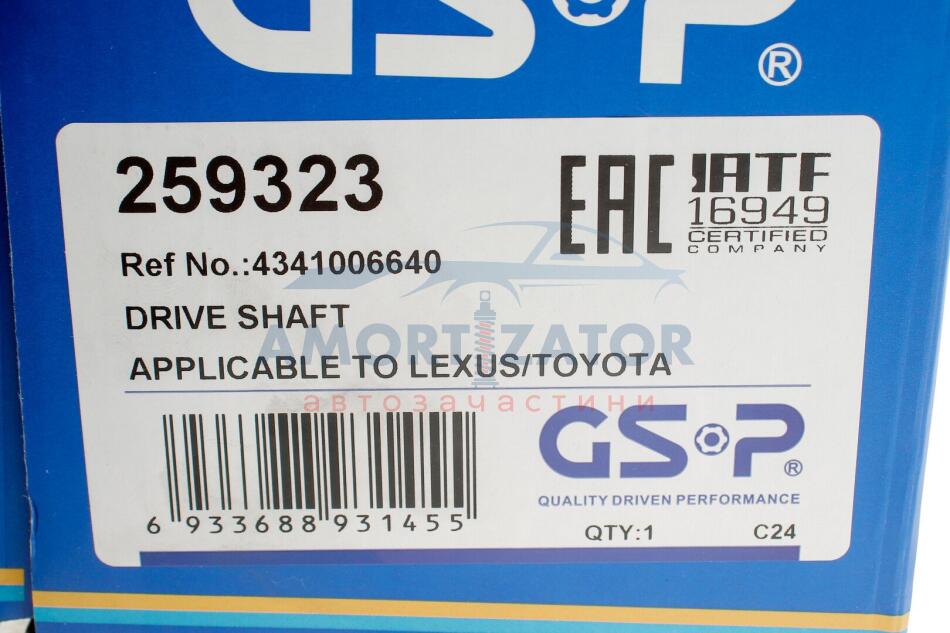 GS P ®
259323
EAC
IATF
16949
CERTIFIED
COMPANY
Ref No.:4341006640
DRIVE SHAFT
AMORTIZATOR
APPLICABLE TO LEXUS/TOYOTA
автозачастини
GS P ®
QUALITY DRIVEN PERFORMANCE
6 933688 931455
QTY:1
C24